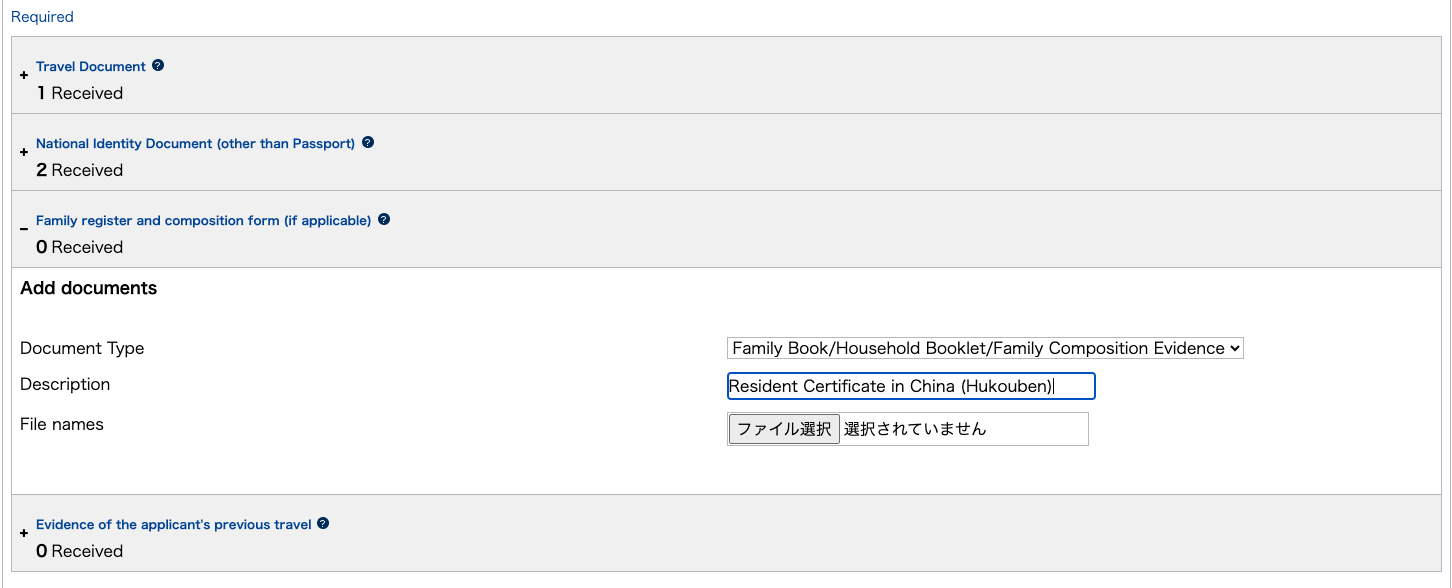 Required
Travel Document ?
+
1 Received
National Identity Document (other than Passport) ?
+
2 Received
Family register and composition form (if applicable) ?
−
0 Received
Add documents
Document Type Family Book/Household Booklet/Family Composition Evidence
Description Resident Certificate in China (Hukouben)
File names ファイル選択 選択されていません
Evidence of the applicant's previous travel ?
+
0 Received